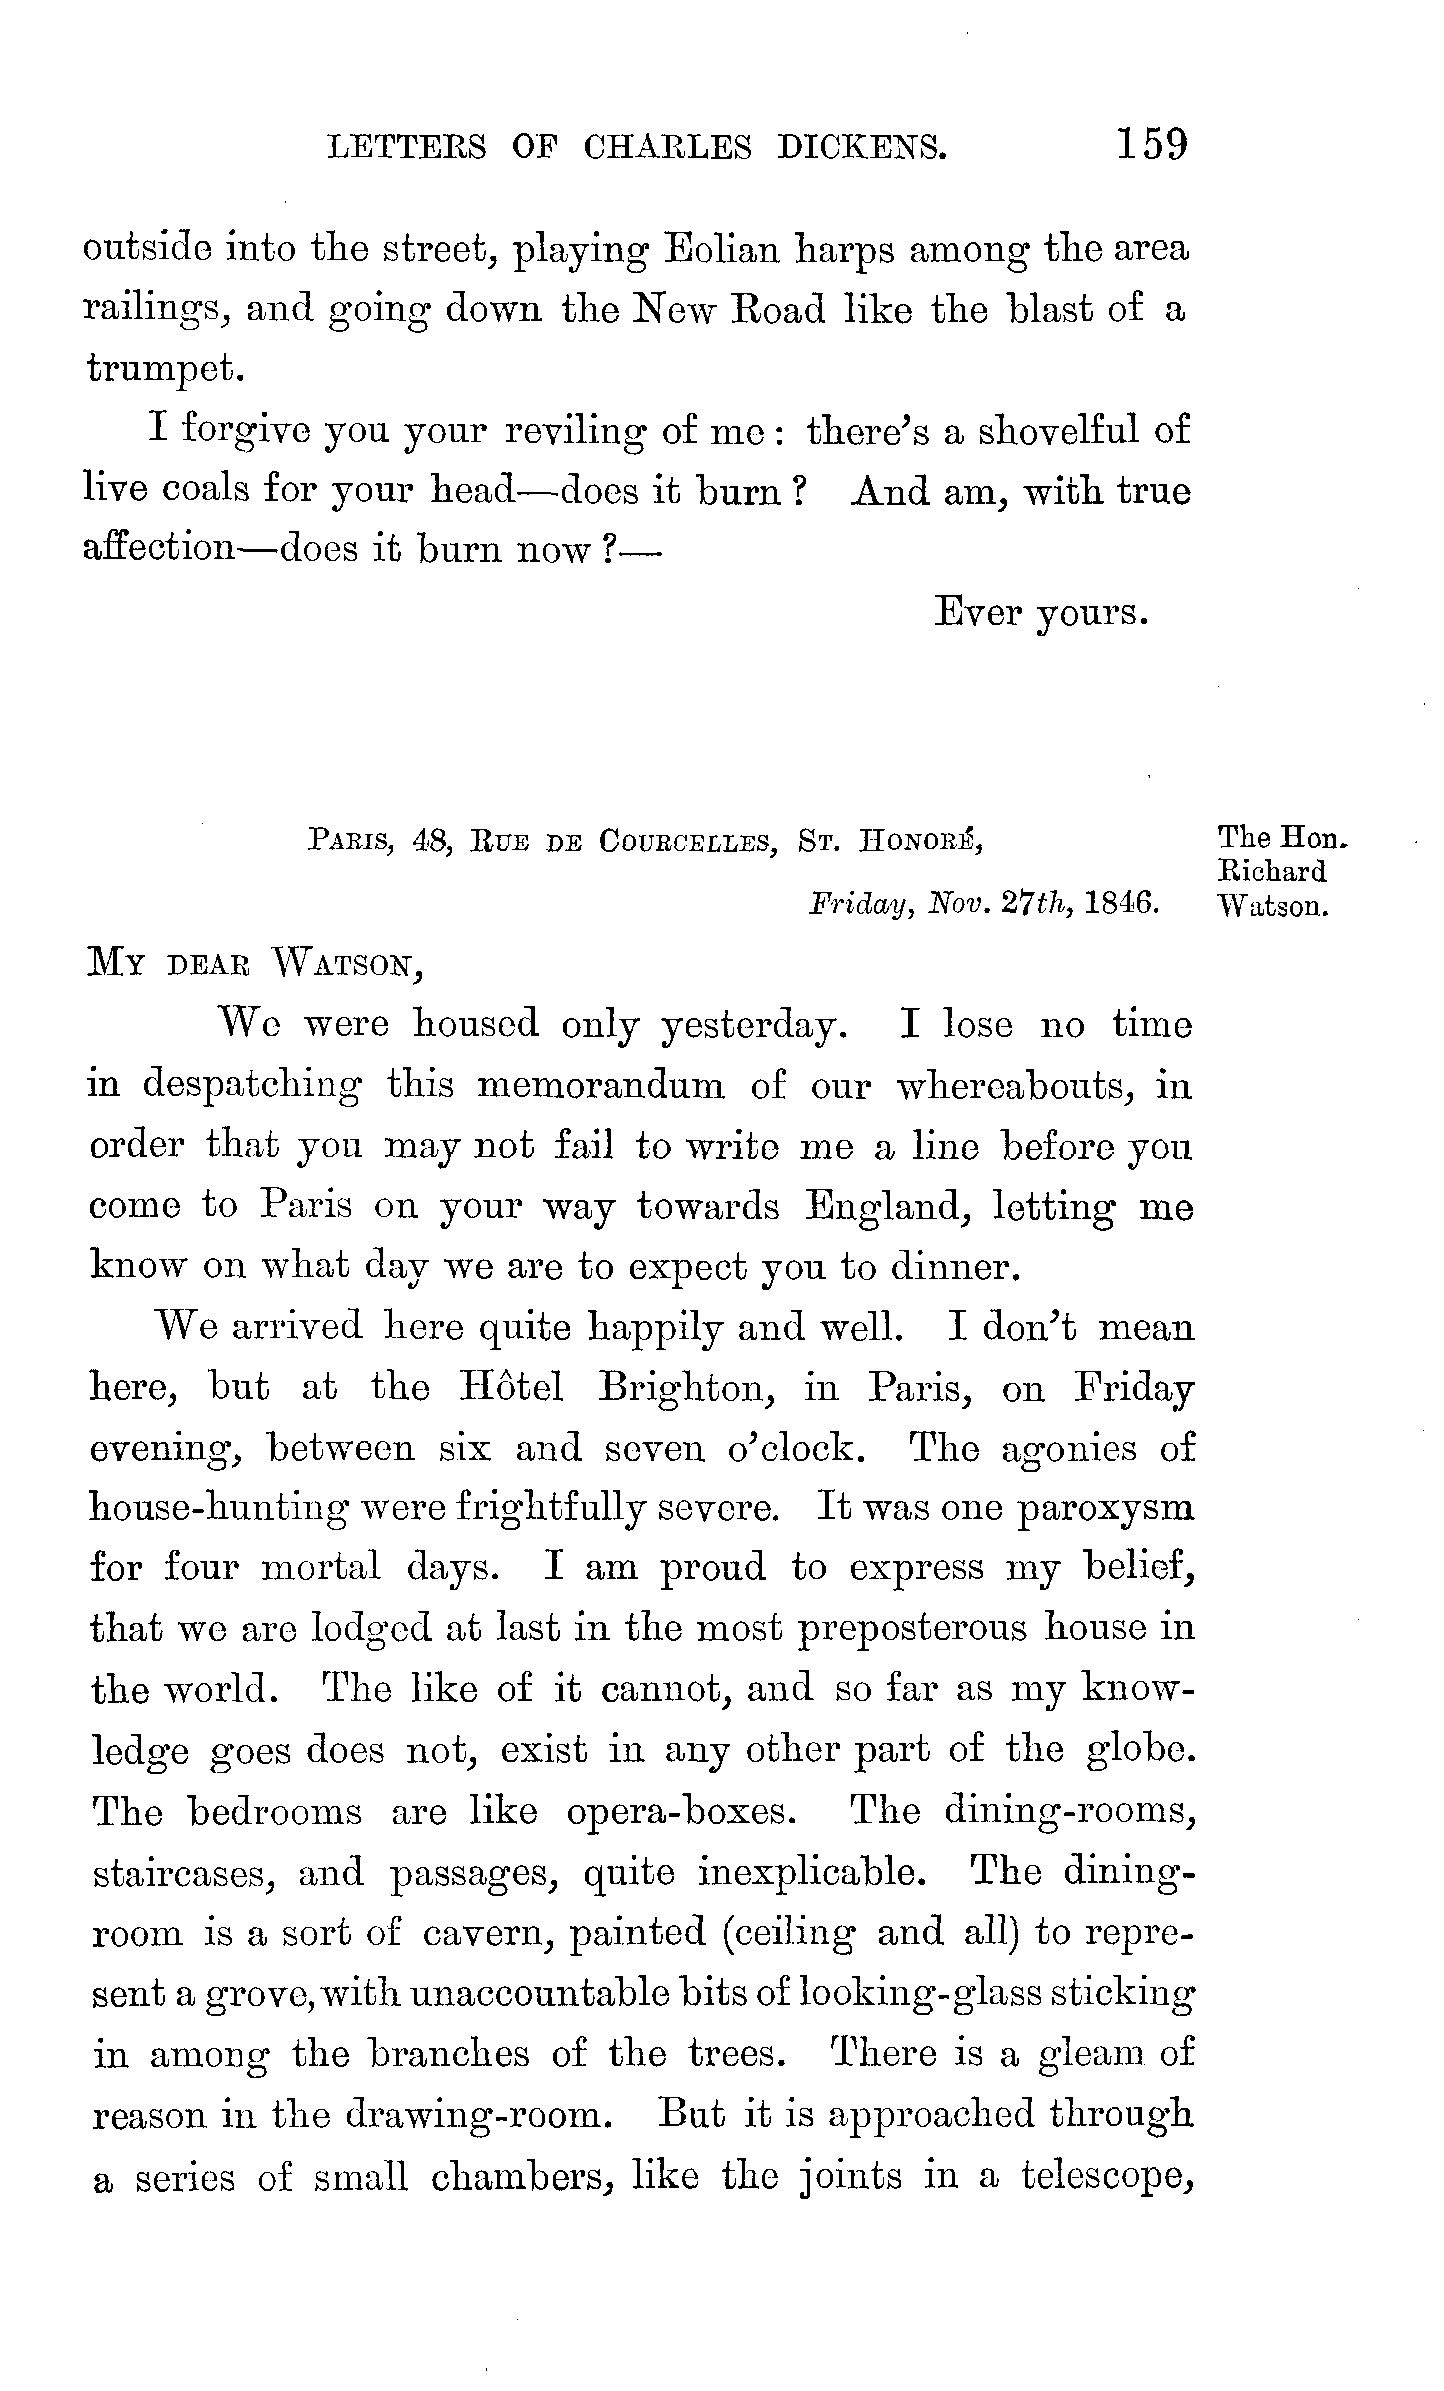 LETTERS OF CHARLES DICKENS. 159
outside into the street, playing Eolian harps among the area
railings, and going down the New Road like the blast of a
trumpet.
I forgive you your reviling of me: there's a shovelful of
live coals for your head—does it burn? And am, with true
affection—does it burn now?—
Ever yours.
The Hon.
Richard
Watson.
PARIS, 48, RUE DE COURCELLES, ST. HONORÉ,
Friday, Nov. 27th, 1846.
MY DEAR WATSON,
We were housed only yesterday. I lose no time
in despatching this memorandum of our whereabouts, in
order that you may not fail to write me a line before you
come to Paris on your way towards England, letting me
know on what day we are to expect you to dinner.
We arrived here quite happily and well. I don't mean
here, but at the Hôtel Brighton, in Paris, on Friday
evening, between six and seven o'clock. The agonies of
house-hunting were frightfully severe. It was one paroxysm
for four mortal days. I am proud to express my belief,
that we are lodged at last in the most preposterous house in
the world. The like of it cannot, and so far as my know-
ledge goes does not, exist in any other part of the globe.
The bedrooms are like opera-boxes. The dining-rooms,
staircases, and passages, quite inexplicable. The dining-
room is a sort of cavern, painted (ceiling and all) to repre-
sent a grove, with unaccountable bits of looking-glass sticking
in among the branches of the trees. There is a gleam of
reason in the drawing-room. But it is approached through
a series of small chambers, like the joints in a telescope,